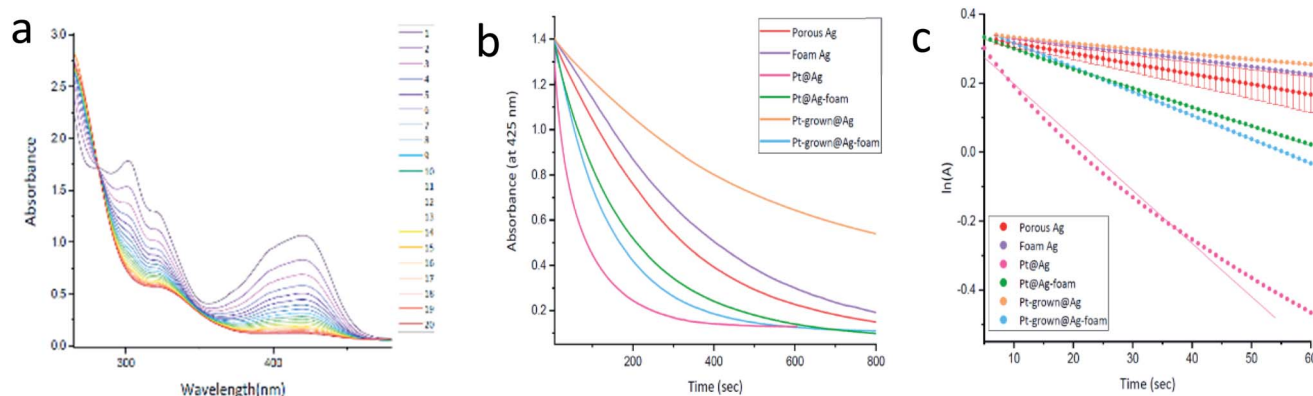 a
3.0
2.5
2.0
1.5
1.0
0.5
0.0
Absorbance
300
400
Wavelength(nm)
1
2
3
4
5
6
7
8
9
10
11
12
13
14
15
16
17
18
19
20
b
1.4
1.2
1.0
0.8
0.6
0.4
0.2
Absorbance (at 425 nm)
200
400
600
800
Time (sec)
Porous Ag
Foam Ag
Pt@Ag
Pt@Ag-foam
Pt-grown@Ag
Pt-grown@Ag-foam
c
0.4
0.2
0.0
-0.2
-0.4
ln(A)
10
20
30
40
50
60
Time (sec)
Porous Ag
Foam Ag
Pt@Ag
Pt@Ag-foam
Pt-grown@Ag
Pt-grown@Ag-foam